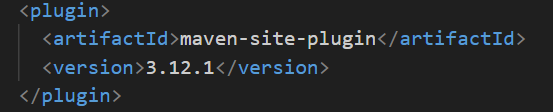 <plugin>
<artifactId>maven-site-plugin</artifactId>
<version>3.12.1</version>
</plugin>